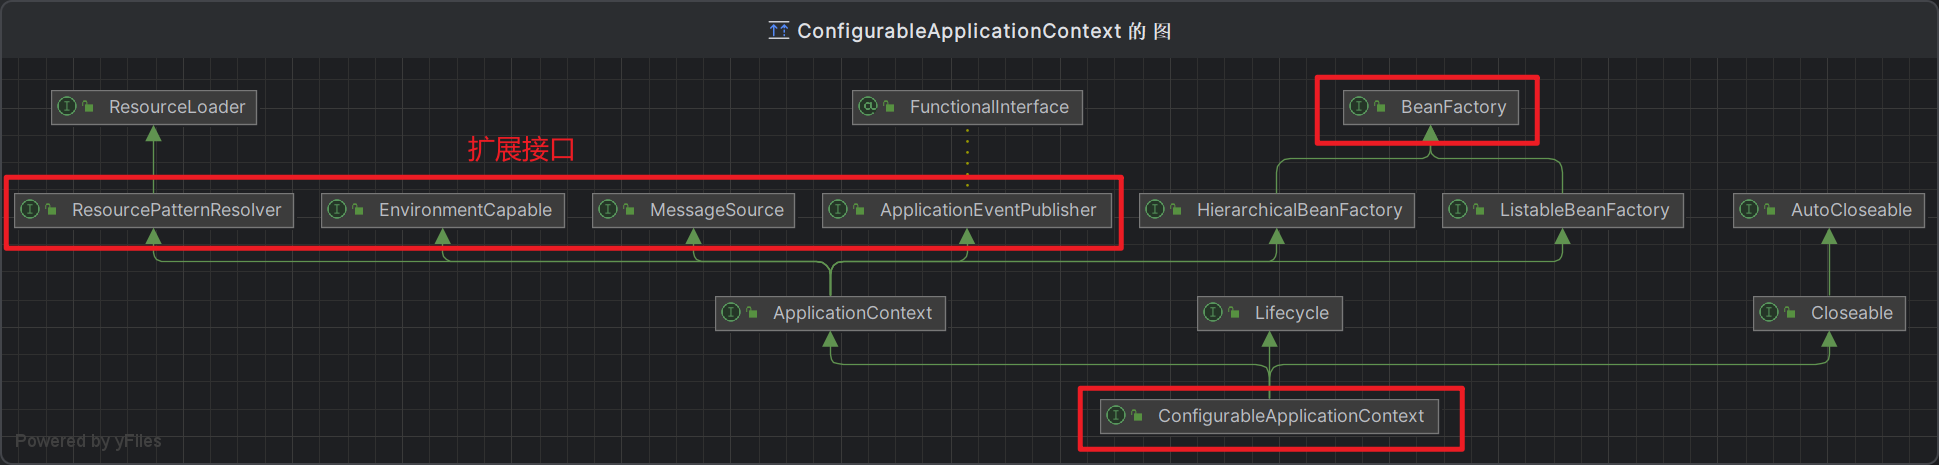 ConfigurableApplicationContext 的 图
ResourceLoader
FunctionalInterface
BeanFactory
扩展接口
ResourcePatternResolver
EnvironmentCapable
MessageSource
ApplicationEventPublisher
HierarchicalBeanFactory
ListableBeanFactory
AutoCloseable
ApplicationContext
Lifecycle
Closeable
ConfigurableApplicationContext
Powered by yFiles